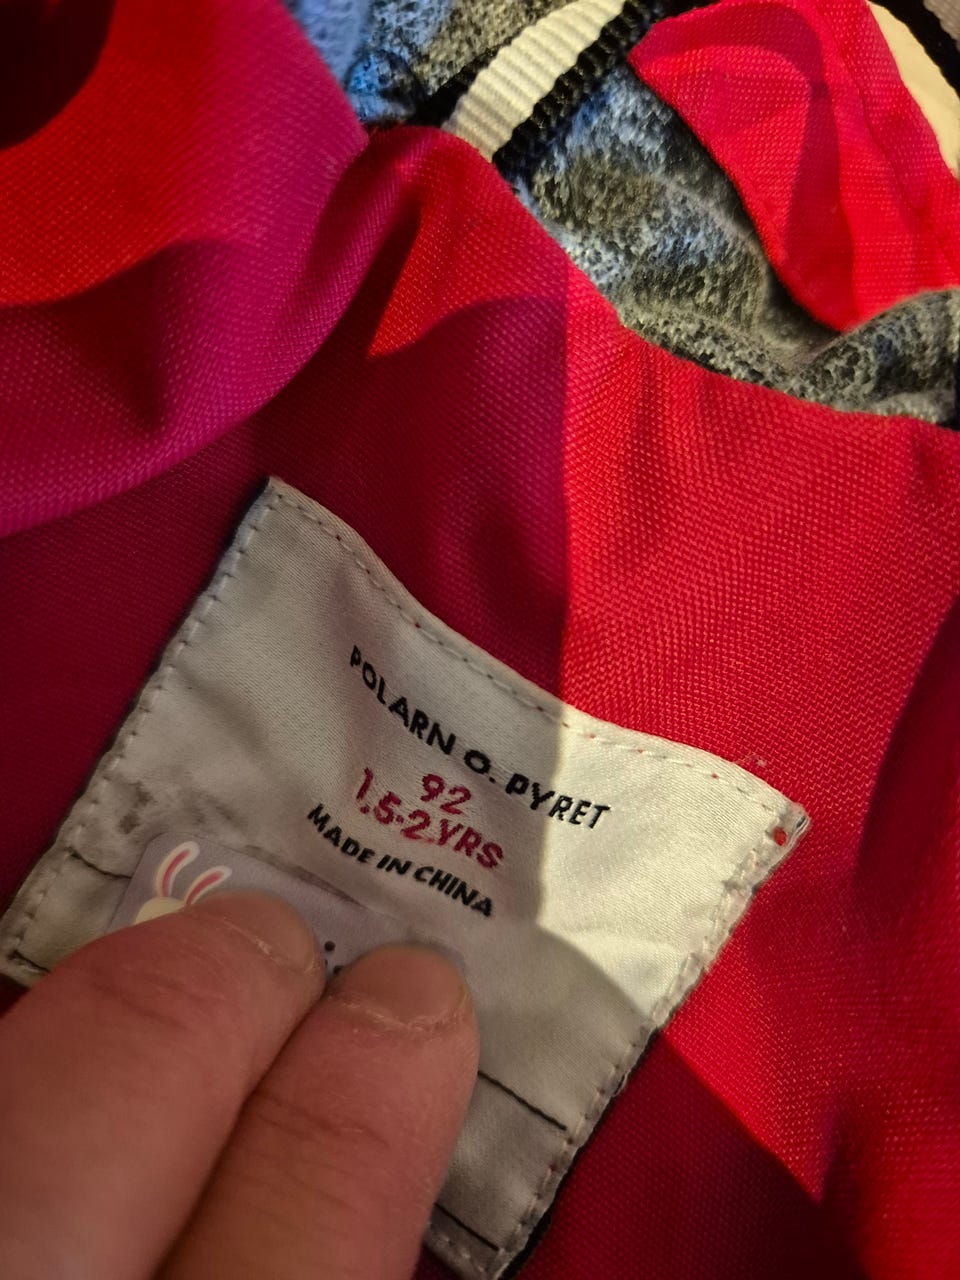 POLARN O. PYRET
92
1.5-2 YRS
MADE IN CHINA